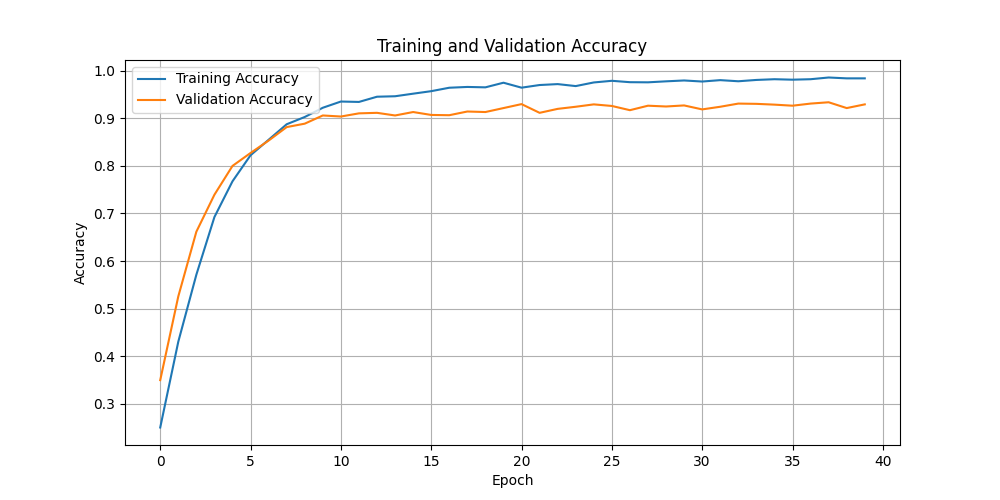 Training and Validation Accuracy
Training Accuracy
Validation Accuracy
1.0
0.9
0.8
0.7
0.6
0.5
0.4
0.3
Accuracy
0 5 10 15 20 25 30 35 40
Epoch